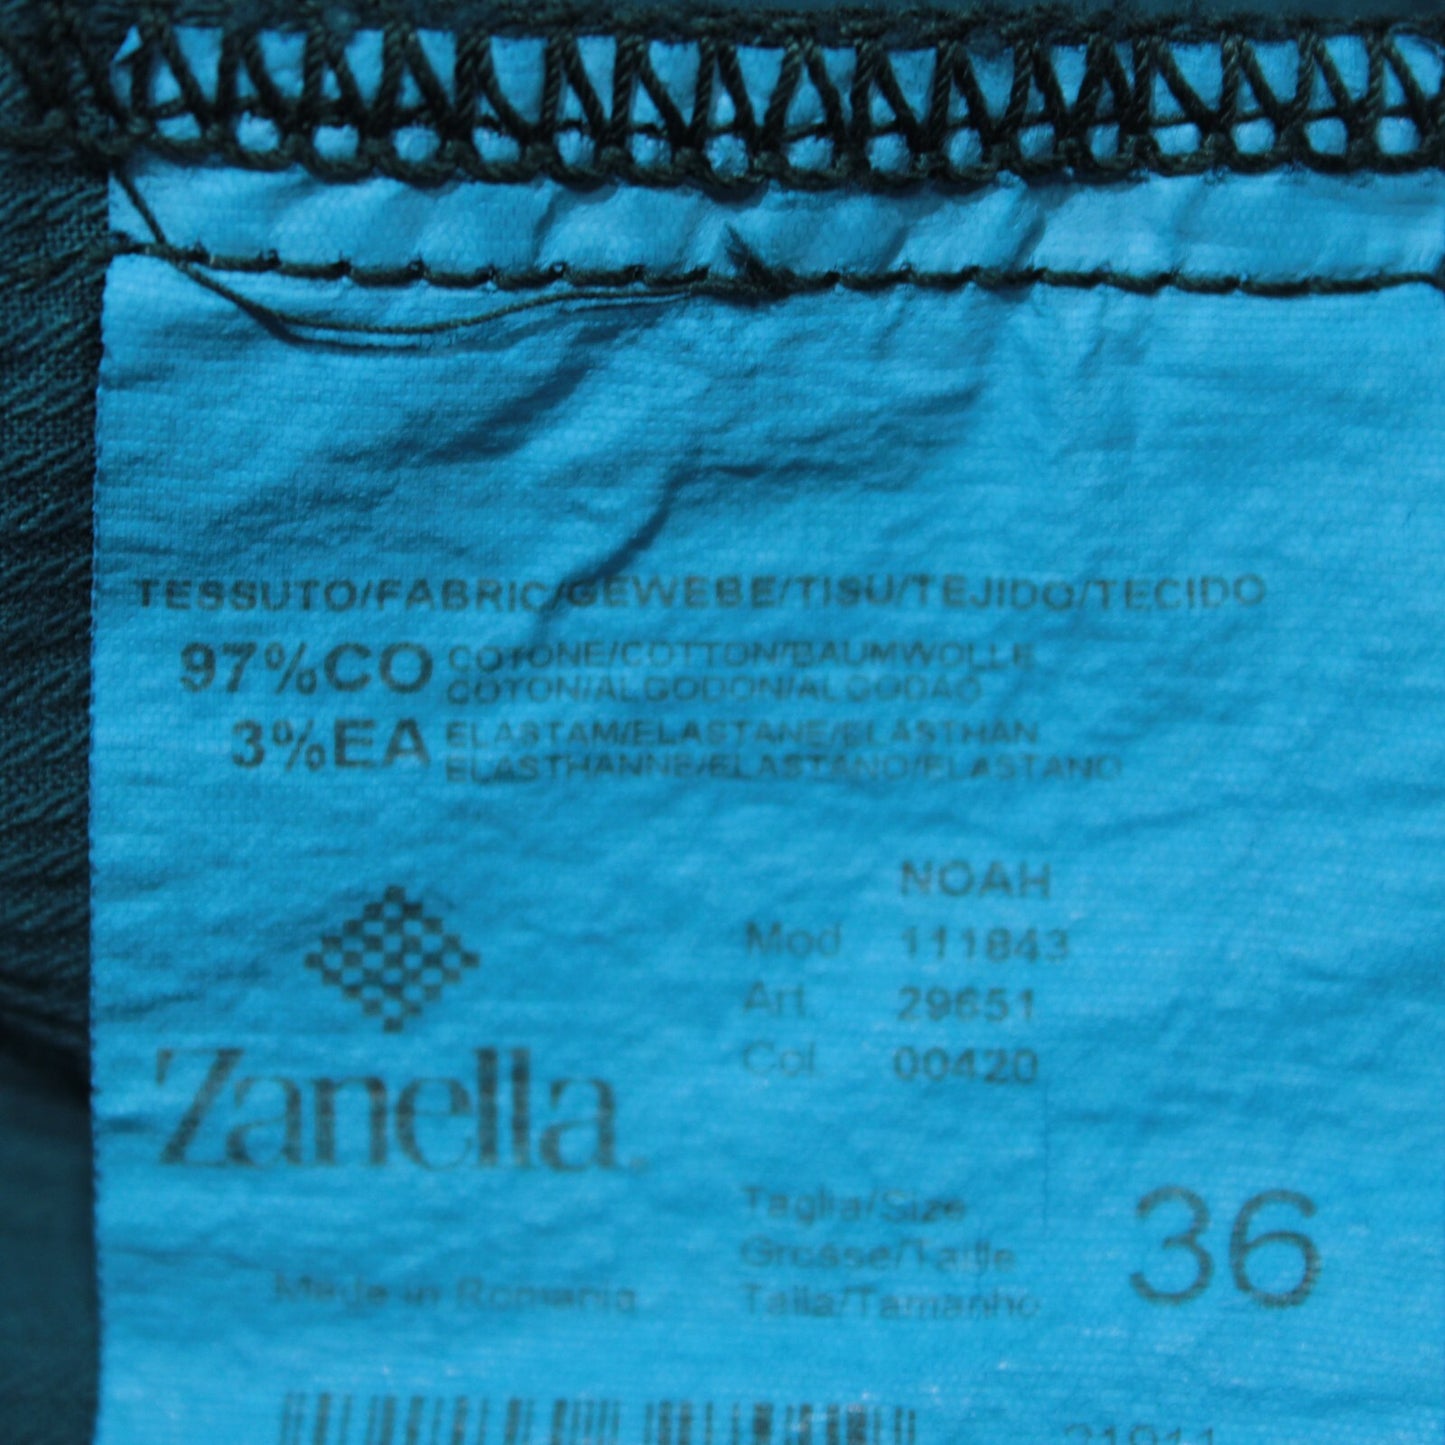 TESSUTO/FABRIC/GEWEBE/TISU/TEJIDO/TECIDO
97%CO COTONE/COTTON/BAUMWOLLE
COTON/ALGODON/ALGODAO
3%EA ELASTAM/ELASTANE/ELASTHAN
ELASTHANNE/ELASTANO/ELASTANO
NOAH
Mod 111843
Art 29651
Col 00420
Zanella
Taglia/Size
Grosse/Taille
Talla/Tamanho
36
Made in Romania